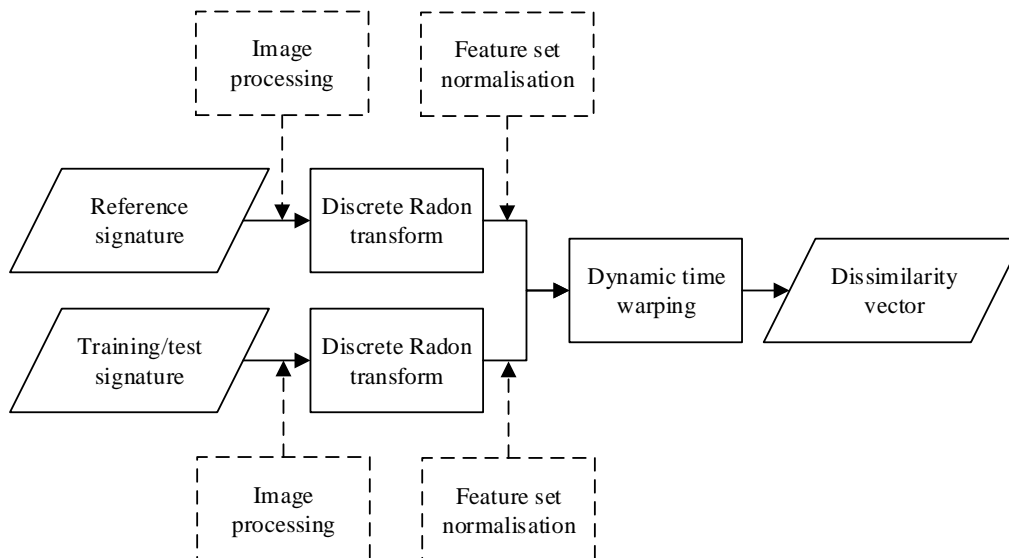 Image
processing
Feature set
normalisation
Reference
signature
Discrete Radon
transform
Dynamic time
warping
Dissimilarity
vector
Training/test
signature
Discrete Radon
transform
Image
processing
Feature set
normalisation